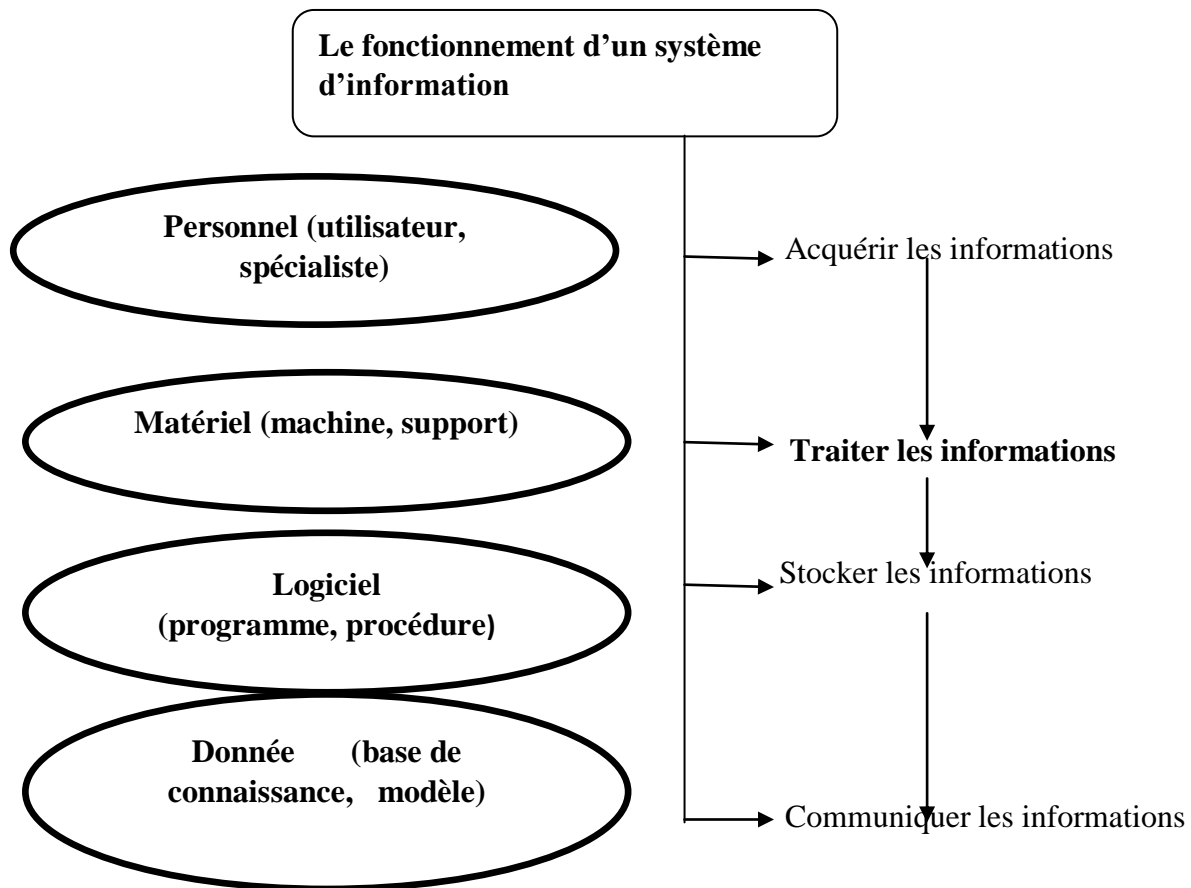 Le fonctionnement d’un système
d’information
Personnel (utilisateur,
spécialiste)
Acquérir les informations
Matériel (machine, support)
Traiter les informations
Logiciel
(programme, procédure)
Stocker les informations
Donnée (base de
connaissance, modèle)
Communiquer les informations